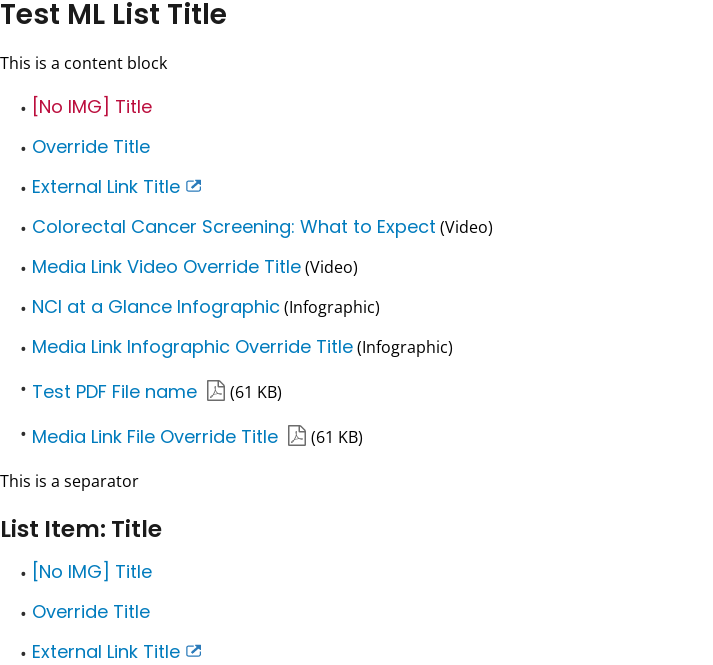 Test ML List Title
This is a content block
• [No IMG] Title
• Override Title
• External Link Title
• Colorectal Cancer Screening: What to Expect (Video)
• Media Link Video Override Title (Video)
• NCI at a Glance Infographic (Infographic)
• Media Link Infographic Override Title (Infographic)
• Test PDF File name (61 KB)
• Media Link File Override Title (61 KB)
This is a separator
List Item: Title
• [No IMG] Title
• Override Title
• External Link Title